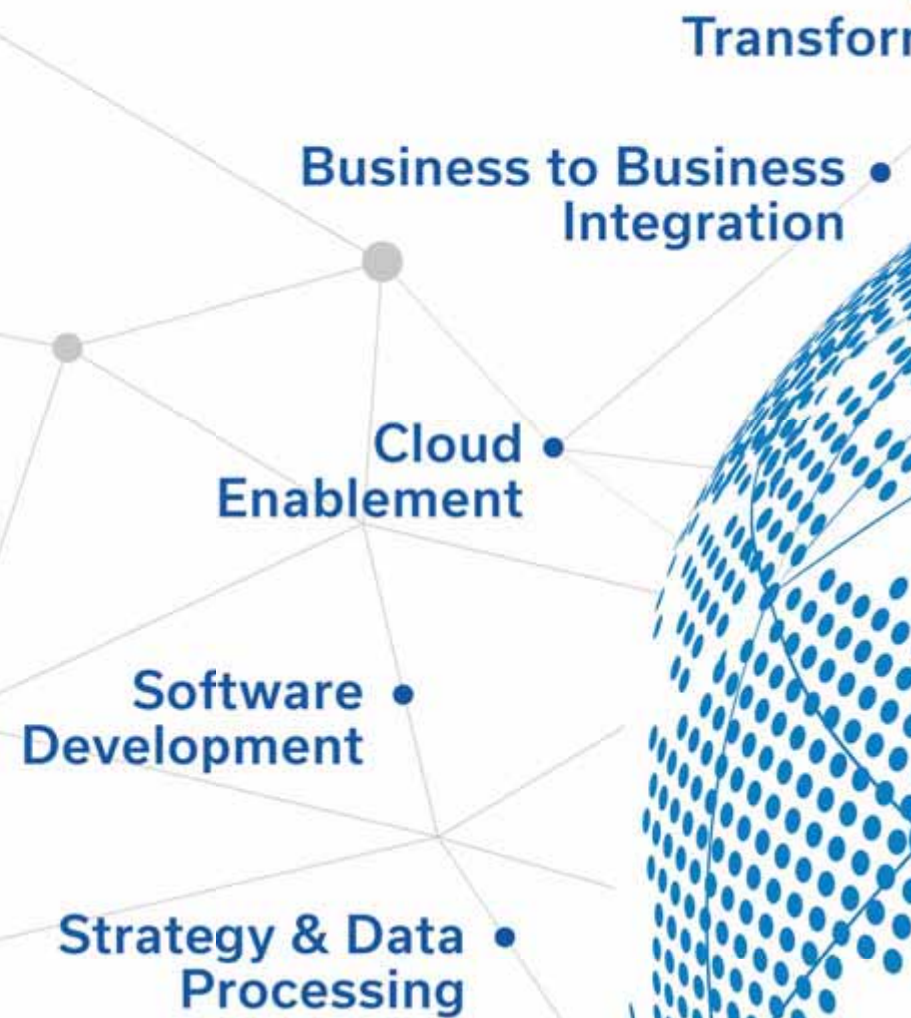 Business to Business
Integration
Cloud
Enablement
Software
Development
Strategy & Data
Processing